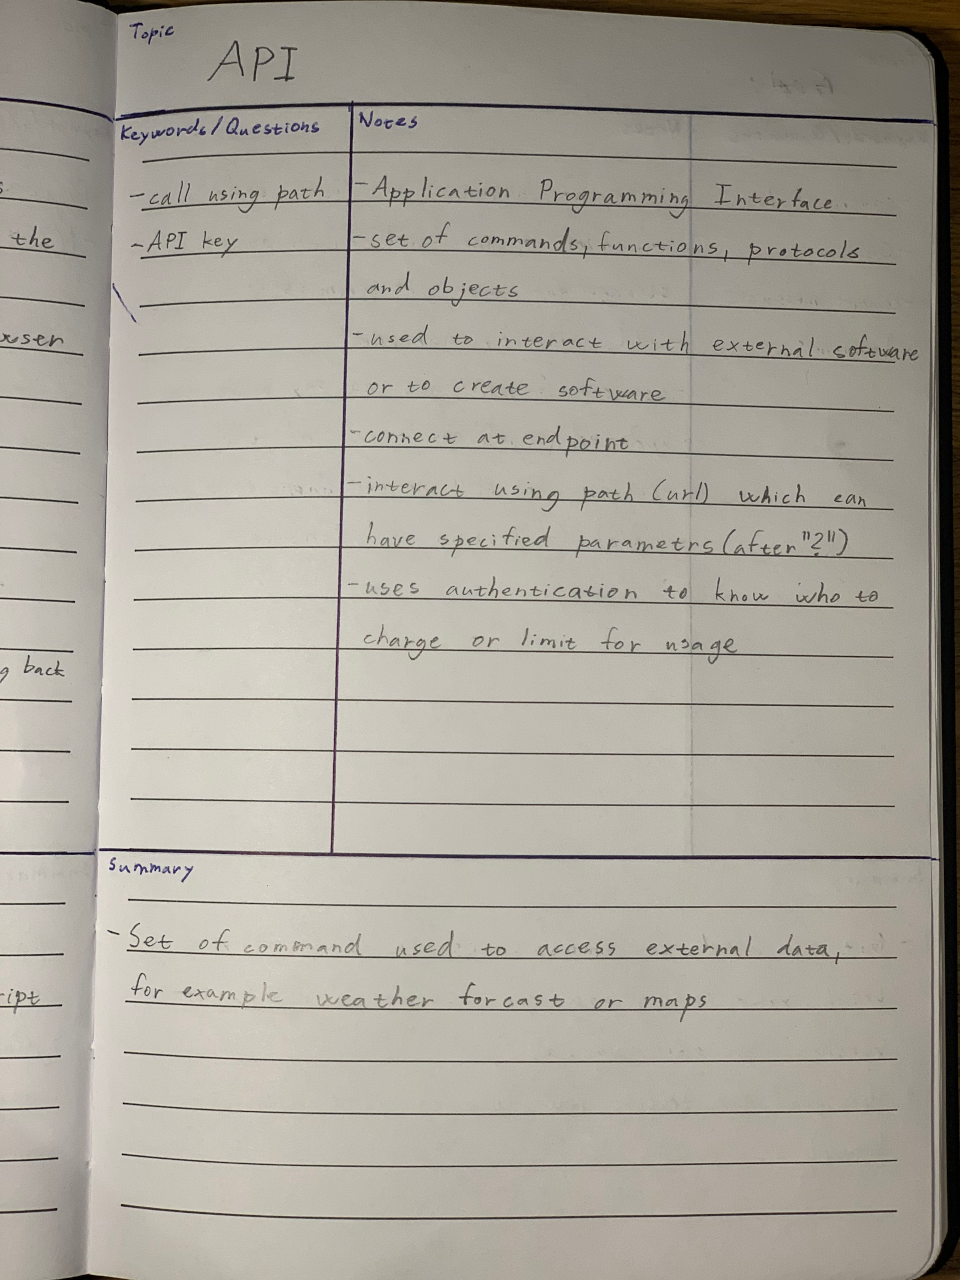 Topic
API
Keywords/Questions
- call using path
- API key
Notes
- Application Programming Interface
- set of commands, functions, protocols
and objects
- used to interact with external software
or to create software
- connect at endpoint
- interact using path (url) which can
have specified parametrs (after "?")
- uses authentication to know who to
charge or limit for usage
Summary
- Set of command used to access external data,
for example weather forcast or maps
the
back